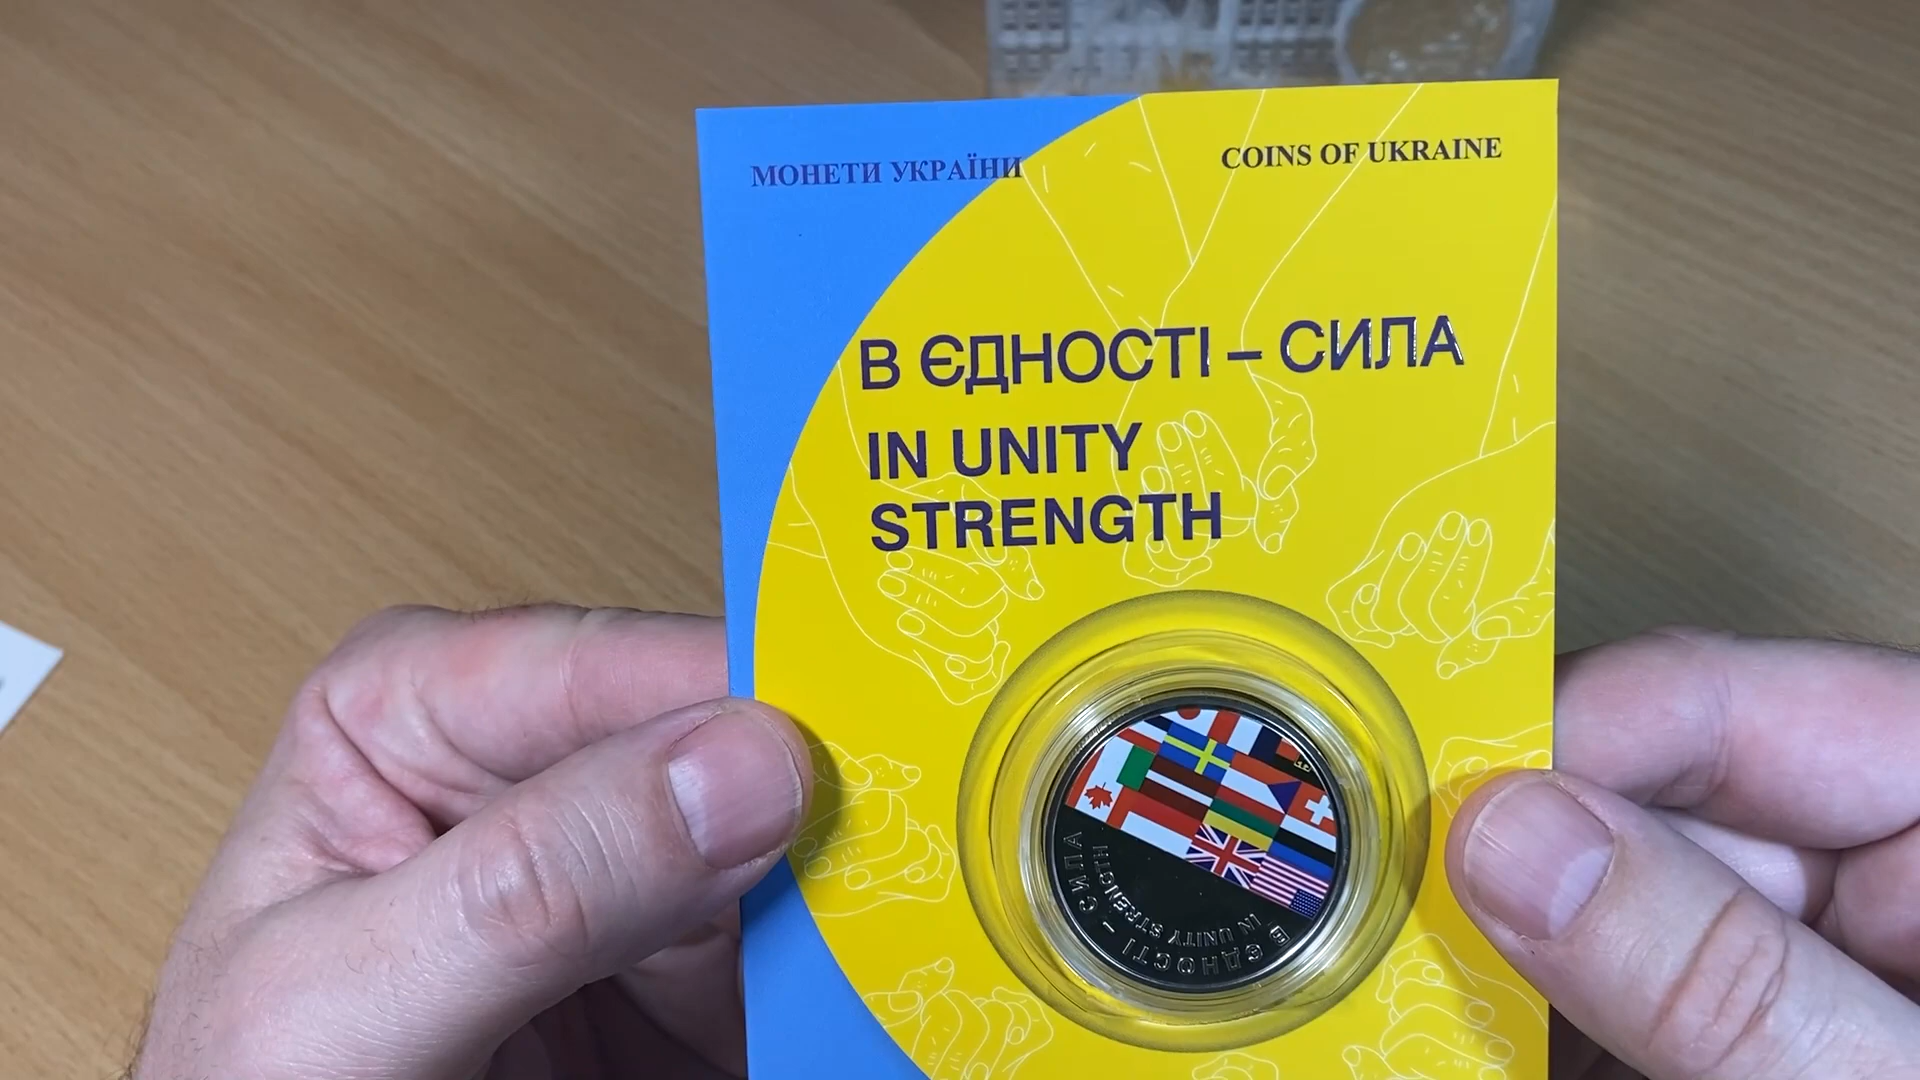 МОНЕТИ УКРАЇНИ
COINS OF UKRAINE
В ЄДНОСТІ – СИЛА
IN UNITY
STRENGTH
В ЄДНОСТІ – СИЛА
IN UNITY STRENGTH